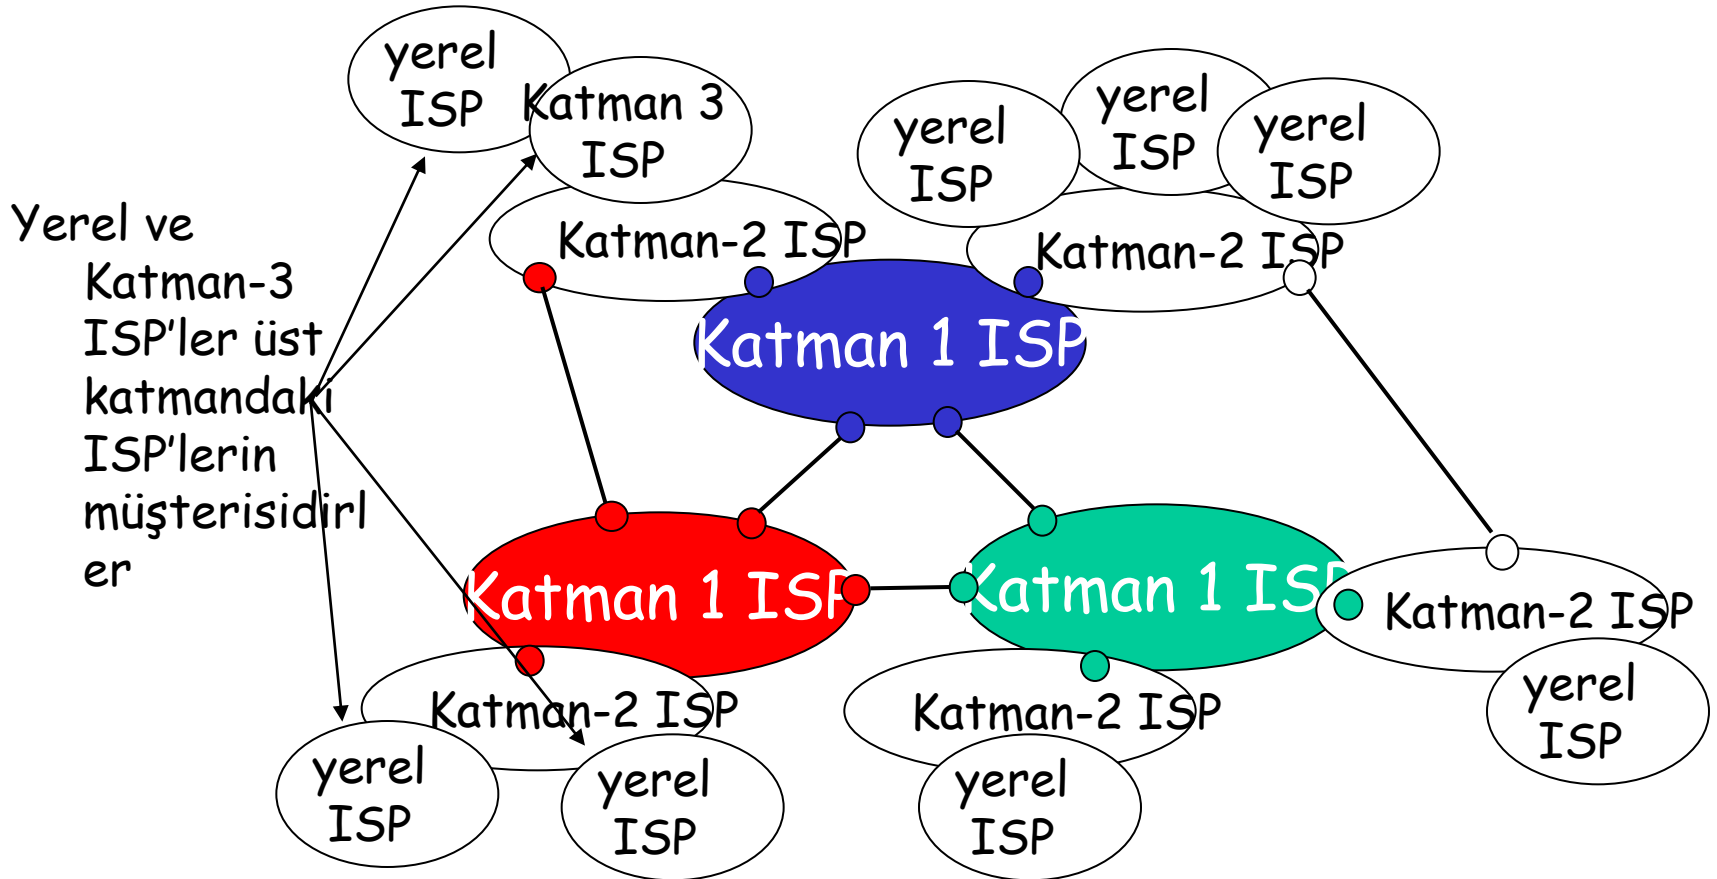 yerel
ISP
Katman 3
ISP
yerel
ISP
yerel
ISP
yerel
ISP
Yerel ve
Katman-3
ISP'ler üst
katmandaki
ISP'lerin
müşterisidirl
er
Katman-2 ISP
Katman-2 ISP
Katman 1 ISP
Katman 1 ISP
Katman 1 ISP
Katman-2 ISP
Katman-2 ISP
Katman-2 ISP
yerel
ISP
yerel
ISP
yerel
ISP
yerel
ISP